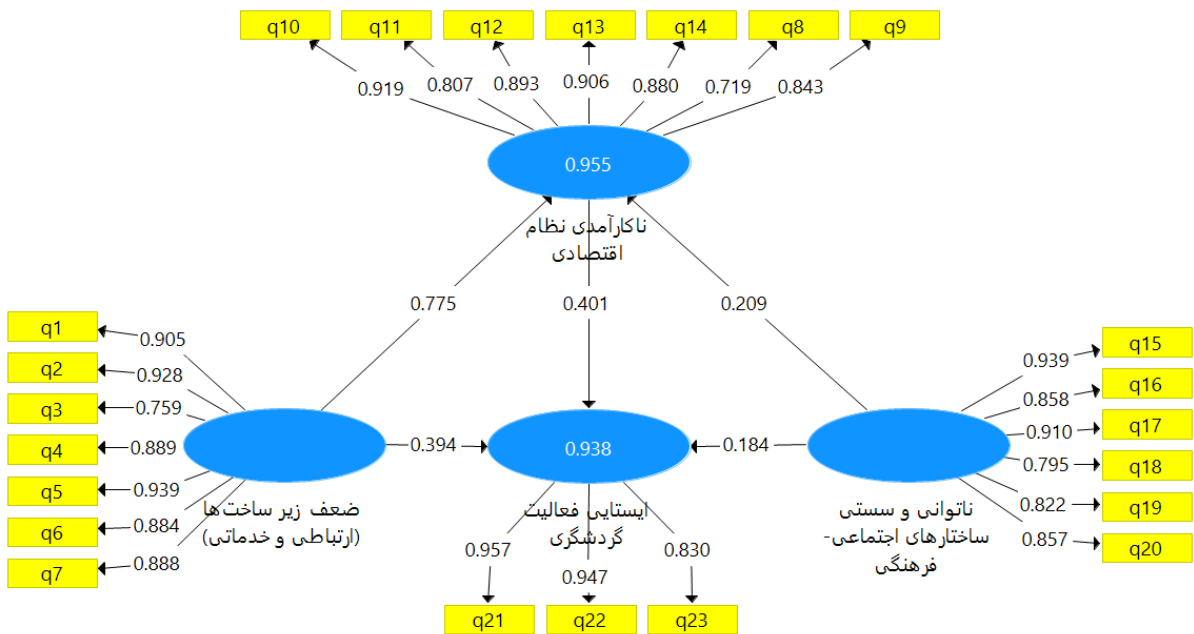 q10 q11 q12 q13 q14 q8 q9
0.919 0.807 0.893 0.906 0.880 0.719 0.843
0.955
ناکارآمدی نظام
اقتصادی
0.775 0.401 0.209
q1
q2
q3
q4
q5
q6
q7
0.905
0.928
0.759
0.889
0.939
0.884
0.888
ضعف زیر ساخت‌ها
(ارتباطی و خدماتی)
0.394
0.938
0.184
ایستایی فعالیت
گردشگری
0.957 0.947 0.830
q21 q22 q23
ناتوانی و سستی
ساختارهای اجتماعی-
فرهنگی
0.939
0.858
0.910
0.795
0.822
0.857
q15
q16
q17
q18
q19
q20